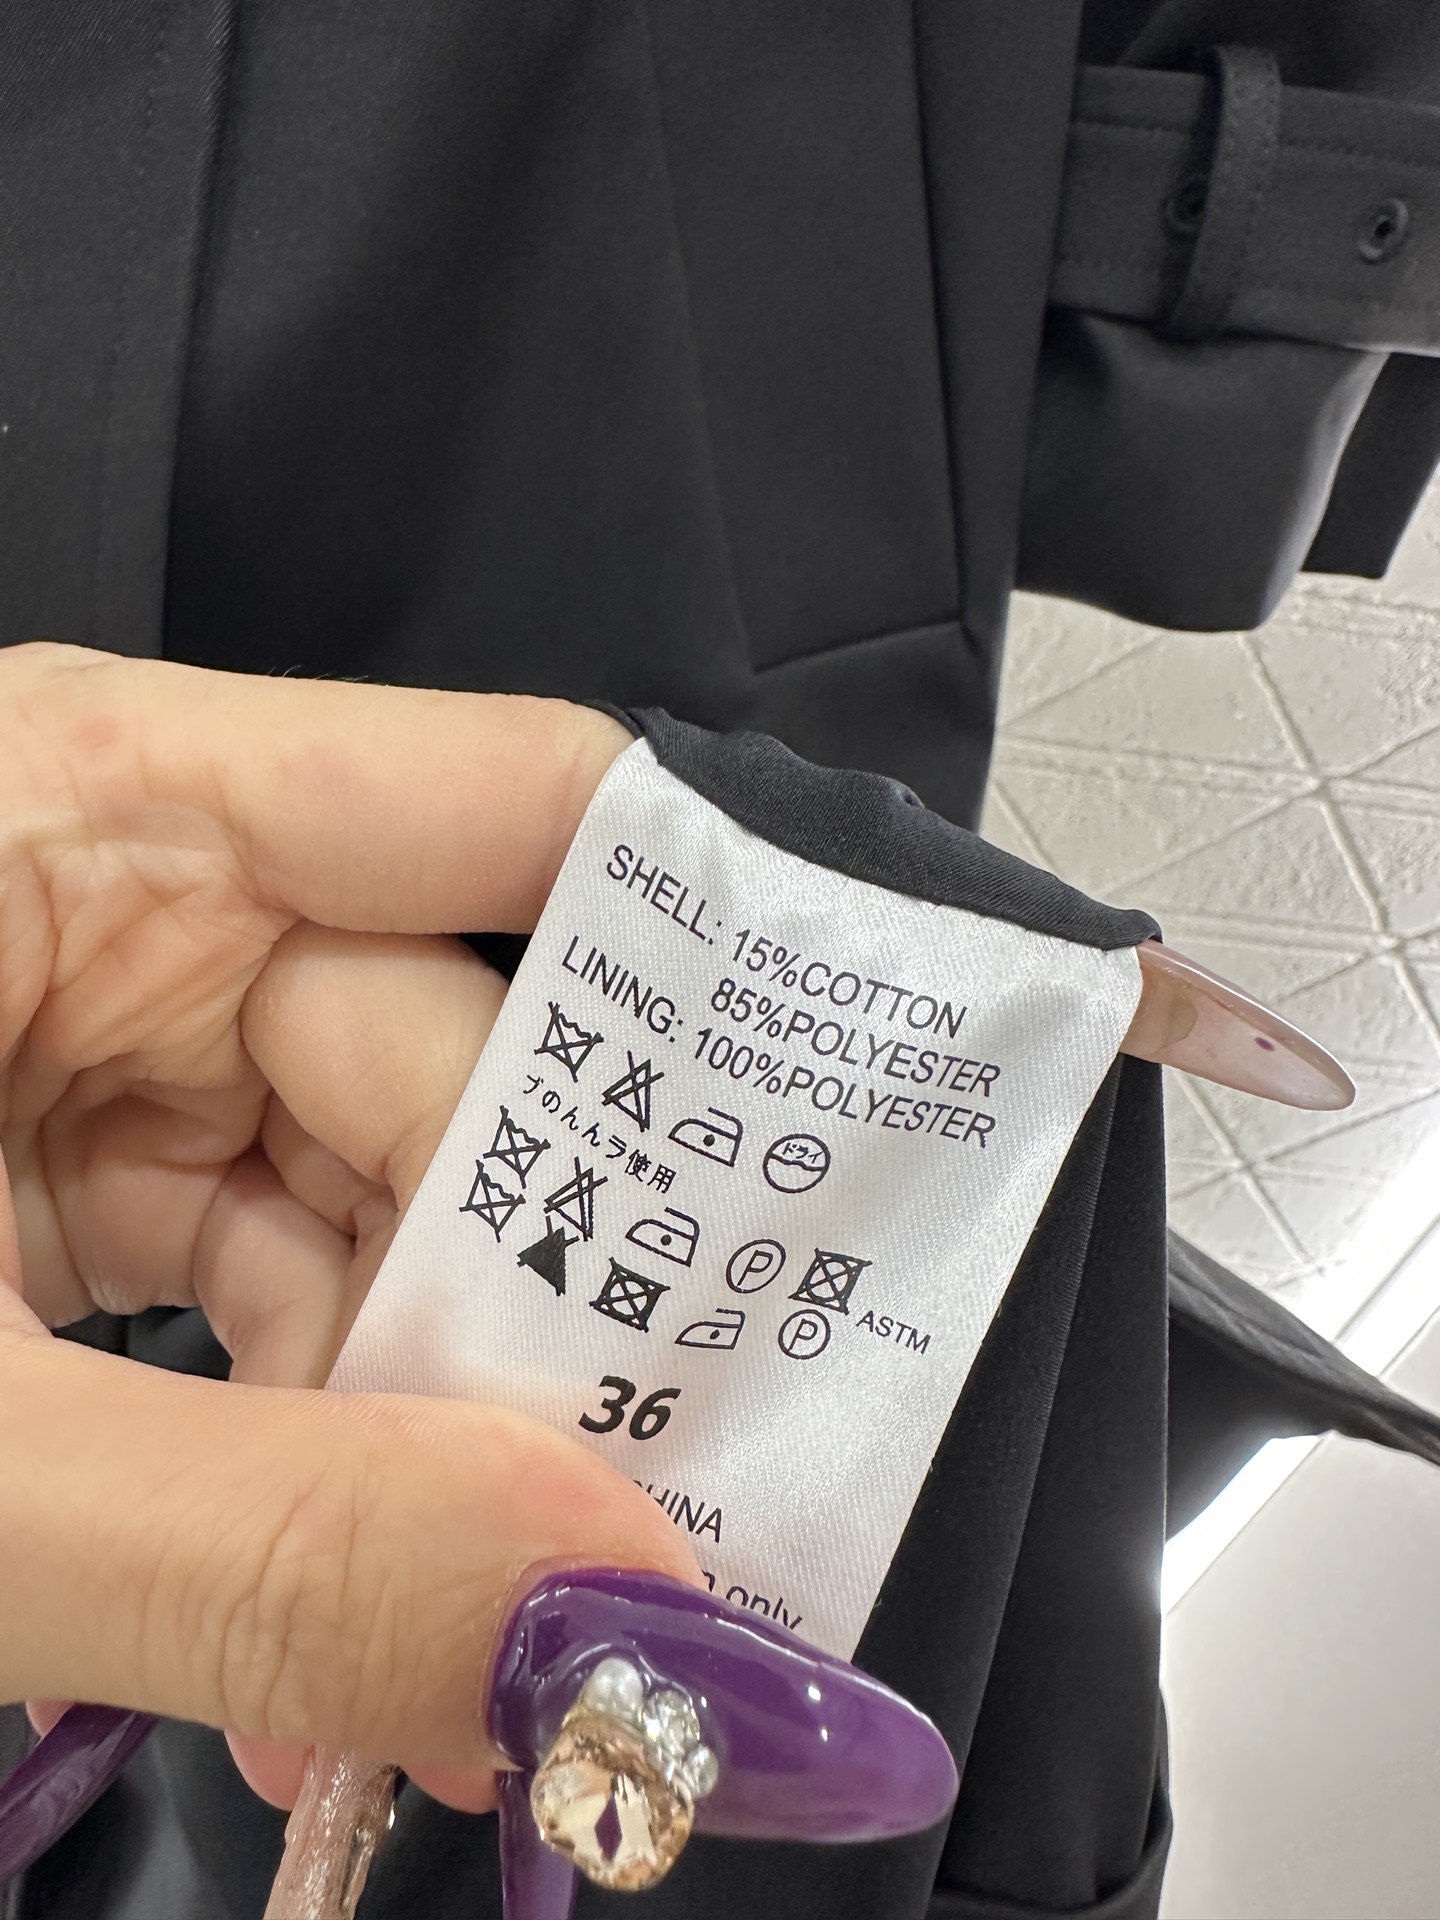 SHELL: 15%COTTON
85%POLYESTER
LINING: 100%POLYESTER
ドライ
ブのんんラ使用
P
ASTM
P
36
CHINA
only